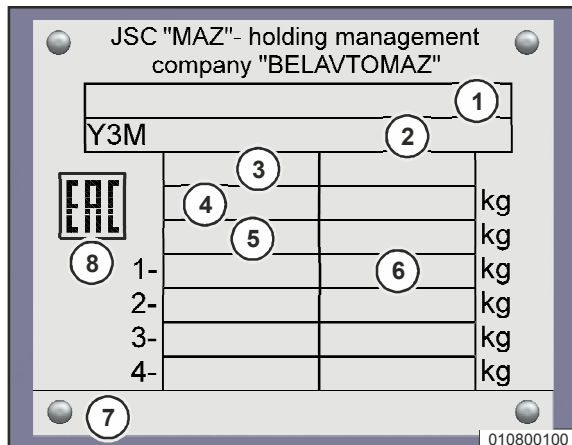 JSC "MAZ"- holding management
company "BELAVTOMAZ"
1
Y3M 2
3
4 kg
5 kg
EAC
8
1- 6 kg
2- kg
3- kg
4- kg
7
010800100